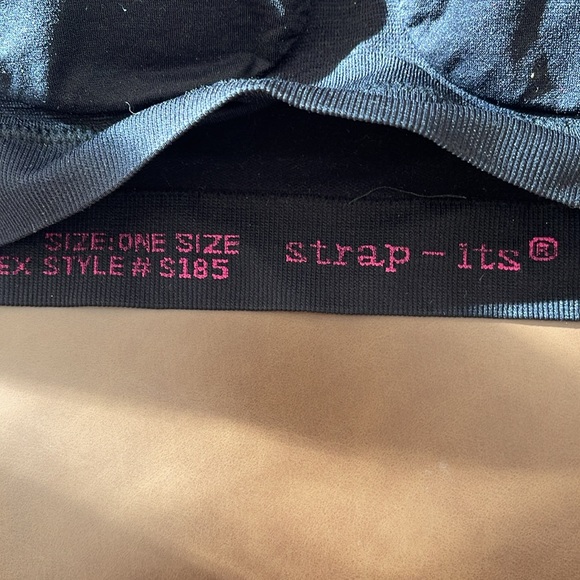 SIZE:ONE SIZE
EX STYLE # S185
strap-its®